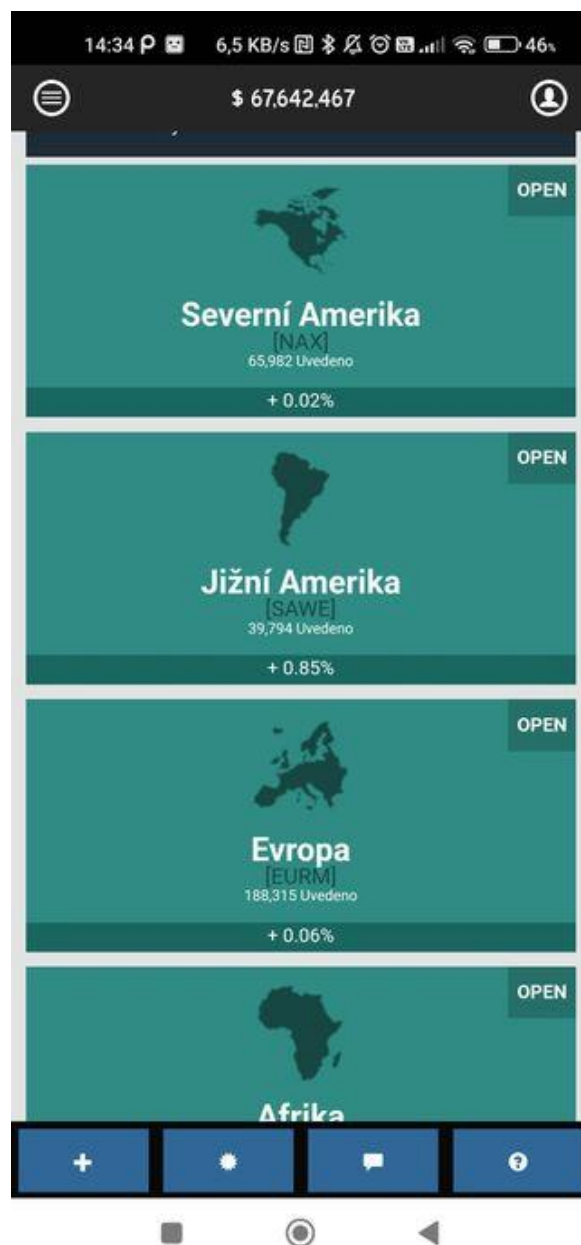 14:34 6,5 KB/s 46%
$ 67,642,467
OPEN
Severní Amerika
[NAX]
65,982 Uvedeno
+ 0.02%
OPEN
Jižní Amerika
[SAWE]
39,794 Uvedeno
+ 0.85%
OPEN
Evropa
[EURM]
188,315 Uvedeno
+ 0.06%
OPEN
Afrika